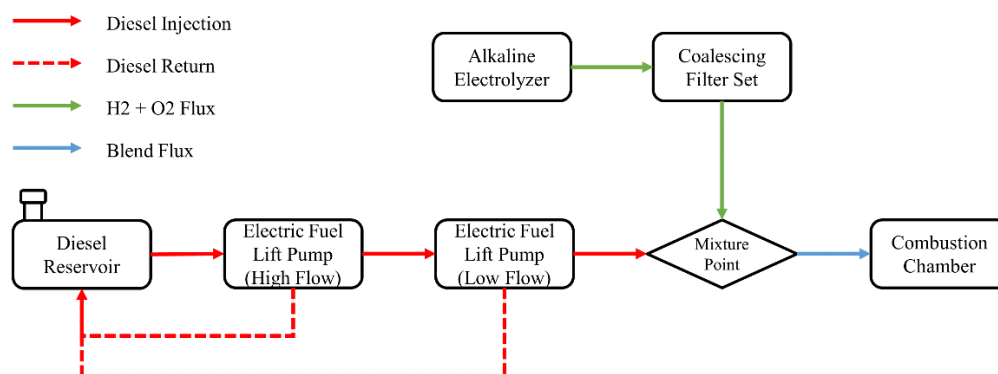 Diesel Injection
Diesel Return
H2 + O2 Flux
Blend Flux
Alkaline
Electrolyzer
Coalescing
Filter Set
Diesel
Reservoir
Electric Fuel
Lift Pump
(High Flow)
Electric Fuel
Lift Pump
(Low Flow)
Mixture
Point
Combustion
Chamber